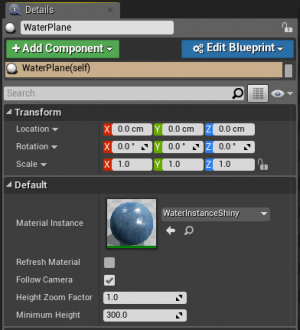 Details
WaterPlane
+ Add Component
Edit Blueprint
WaterPlane(self)
Search
Transform
Location X 0.0 cm Y 0.0 cm Z 0.0 cm
Rotation X 0.0 ° Y 0.0 ° Z 0.0 °
Scale X 1.0 Y 1.0 Z 1.0
Default
Material Instance WaterInstanceShiny
Refresh Material
Follow Camera
Height Zoom Factor 1.0
Minimum Height 300.0